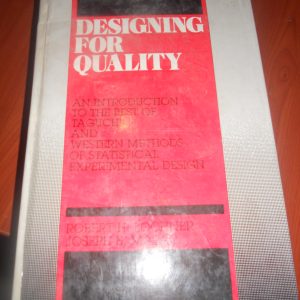 DESIGNING
FOR
QUALITY
AN INTRODUCTION
TO THE BEST OF
TAGUCHI
AND
WESTERN METHODS
OF STATISTICAL
EXPERIMENTAL DESIGN
ROBERT H.
JOSEPH